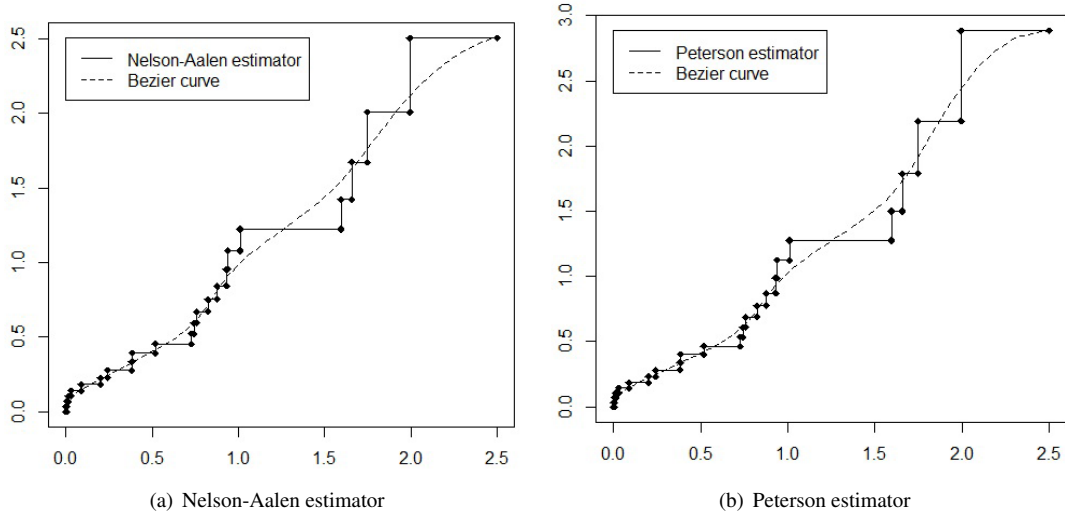 Nelson-Aalen estimator
Bezier curve
2.5
2.0
1.5
1.0
0.5
0.0
0.0 0.5 1.0 1.5 2.0 2.5
(a) Nelson-Aalen estimator
Peterson estimator
Bezier curve
3.0
2.5
2.0
1.5
1.0
0.5
0.0
0.0 0.5 1.0 1.5 2.0 2.5
(b) Peterson estimator